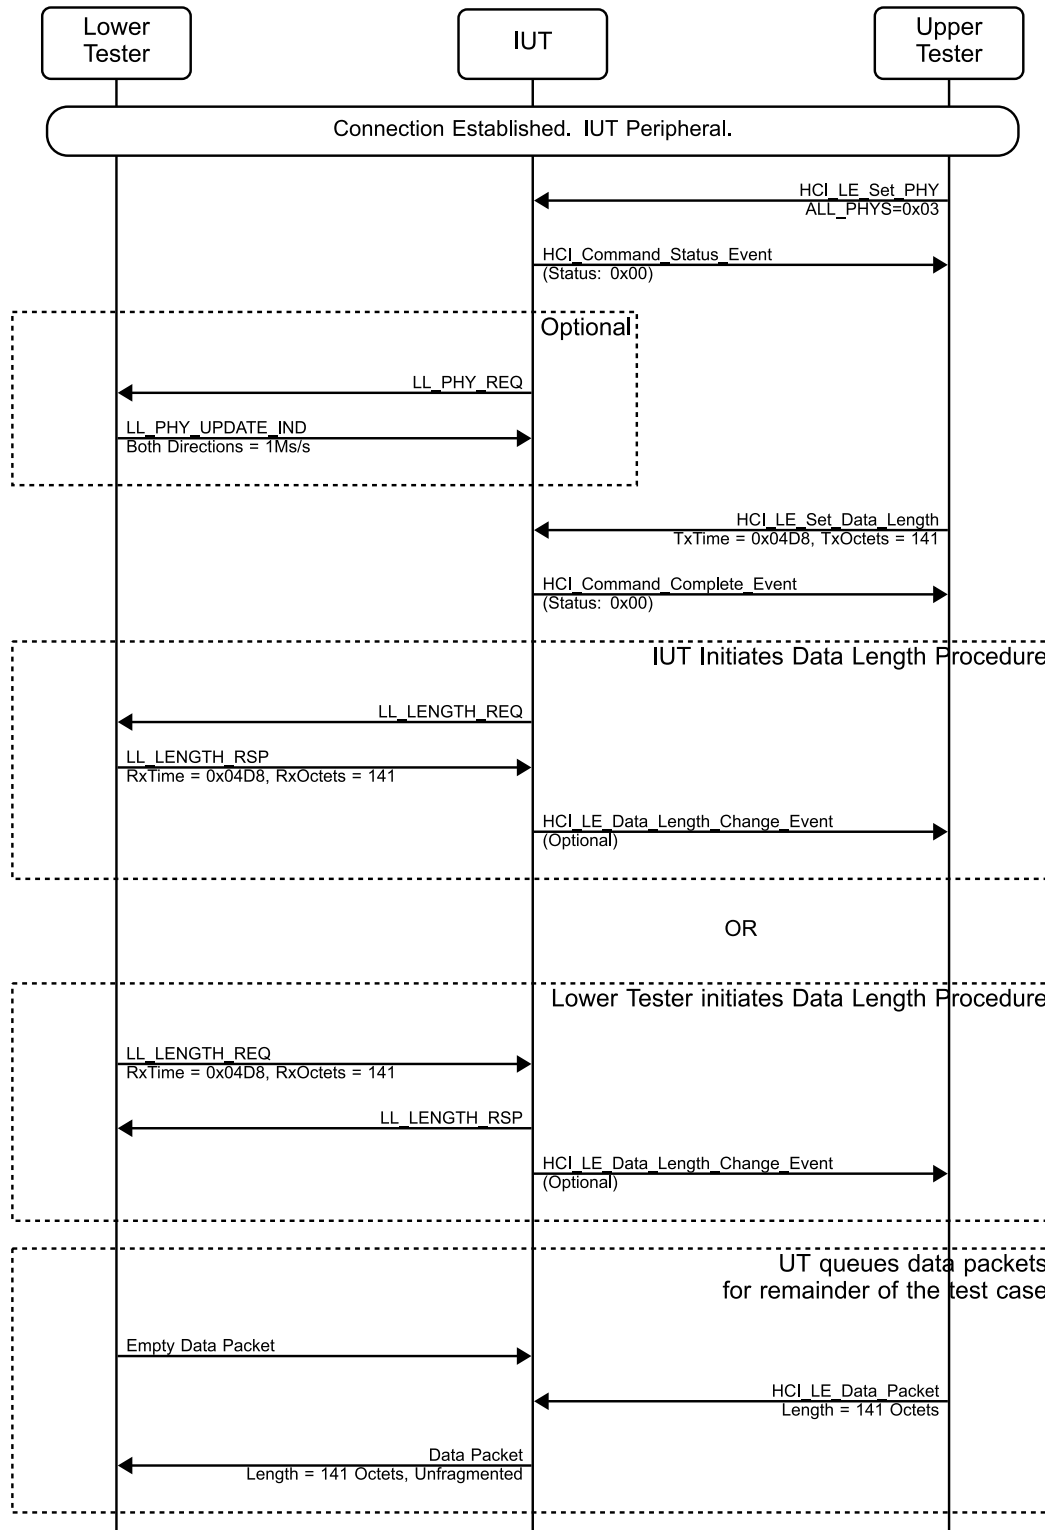 Lower
Tester
IUT
Upper
Tester
Connection Established.  IUT Peripheral.
HCI_LE_Set_PHY
ALL_PHYS=0x03
HCI_Command_Status_Event
(Status:  0x00)
Optional
LL_PHY_REQ
LL_PHY_UPDATE_IND
Both Directions = 1Ms/s
HCI_LE_Set_Data_Length
TxTime = 0x04D8, TxOctets = 141
HCI_Command_Complete_Event
(Status:  0x00)
IUT Initiates Data Length Procedure
LL_LENGTH_REQ
LL_LENGTH_RSP
RxTime = 0x04D8, RxOctets = 141
HCI_LE_Data_Length_Change_Event
(Optional)
OR
Lower Tester initiates Data Length Procedure
LL_LENGTH_REQ
RxTime = 0x04D8, RxOctets = 141
LL_LENGTH_RSP
HCI_LE_Data_Length_Change_Event
(Optional)
UT queues data packets
for remainder of the test case
Empty Data Packet
HCI_LE_Data_Packet
Length = 141 Octets
Data Packet
Length = 141 Octets, Unfragmented